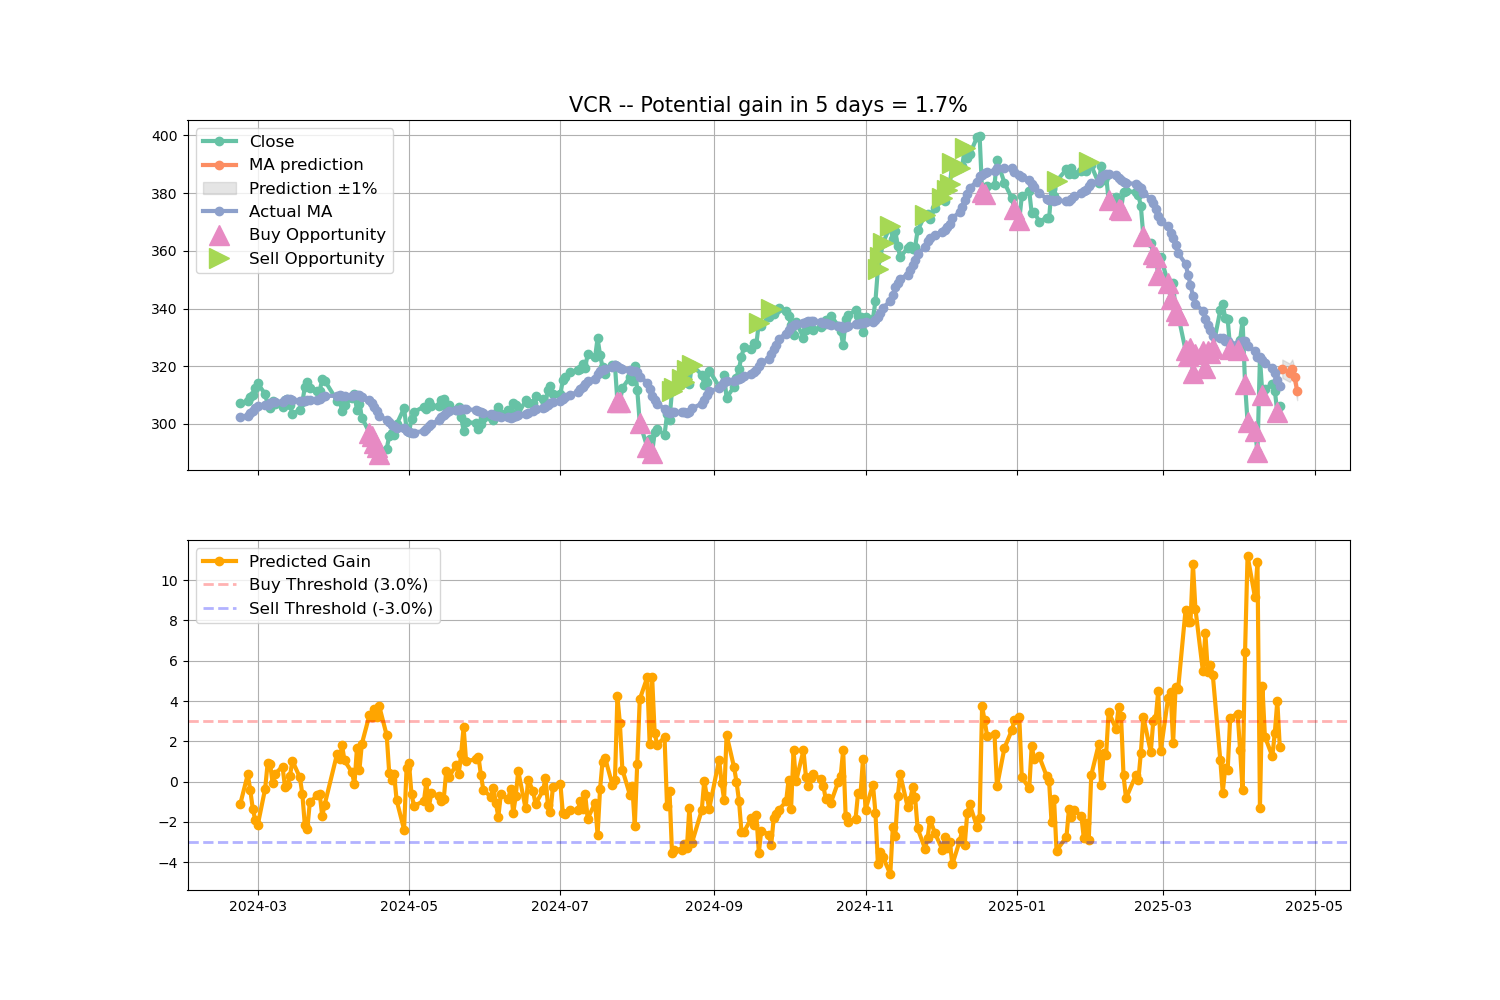 VCR -- Potential gain in 5 days = 1.7%
400
380
360
340
320
300
Close
MA prediction
Prediction ±1%
Actual MA
Buy Opportunity
Sell Opportunity
10
8
6
4
2
0
−2
−4
Predicted Gain
Buy Threshold (3.0%)
Sell Threshold (-3.0%)
2024-03
2024-05
2024-07
2024-09
2024-11
2025-01
2025-03
2025-05